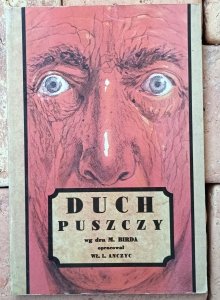 DUCH
PUSZCZY
wg dra M. BIRDA
opracował
WŁ. L. ANCZYC